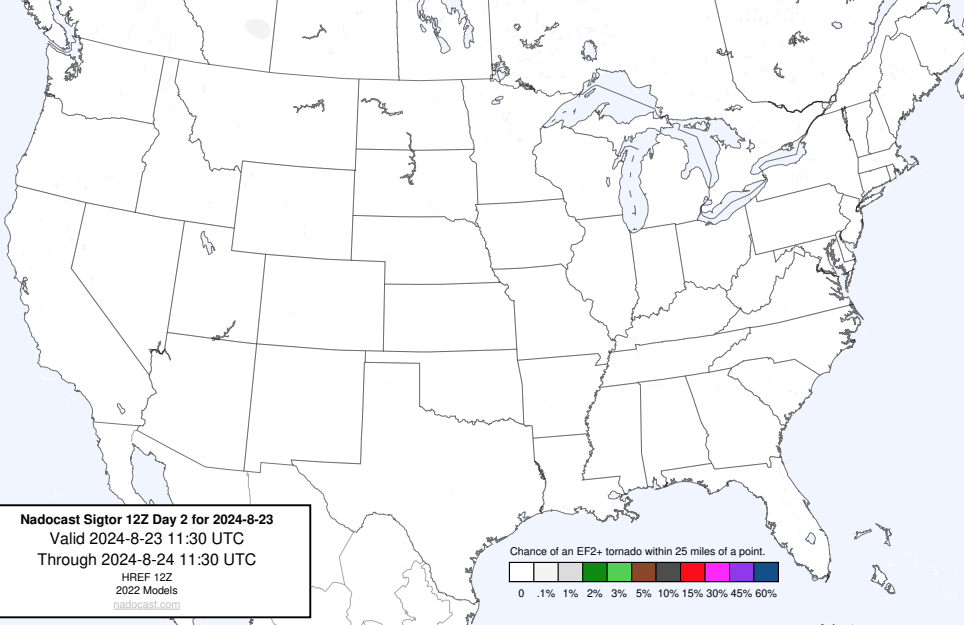 Nadocast Sigtor 12Z Day 2 for 2024-8-23
Valid 2024-8-23 11:30 UTC
Through 2024-8-24 11:30 UTC
HREF 12Z
2022 Models
nadocast.com
Chance of an EF2+ tornado within 25 miles of a point.
0 .1% 1% 2% 3% 5% 10% 15% 30% 45% 60%